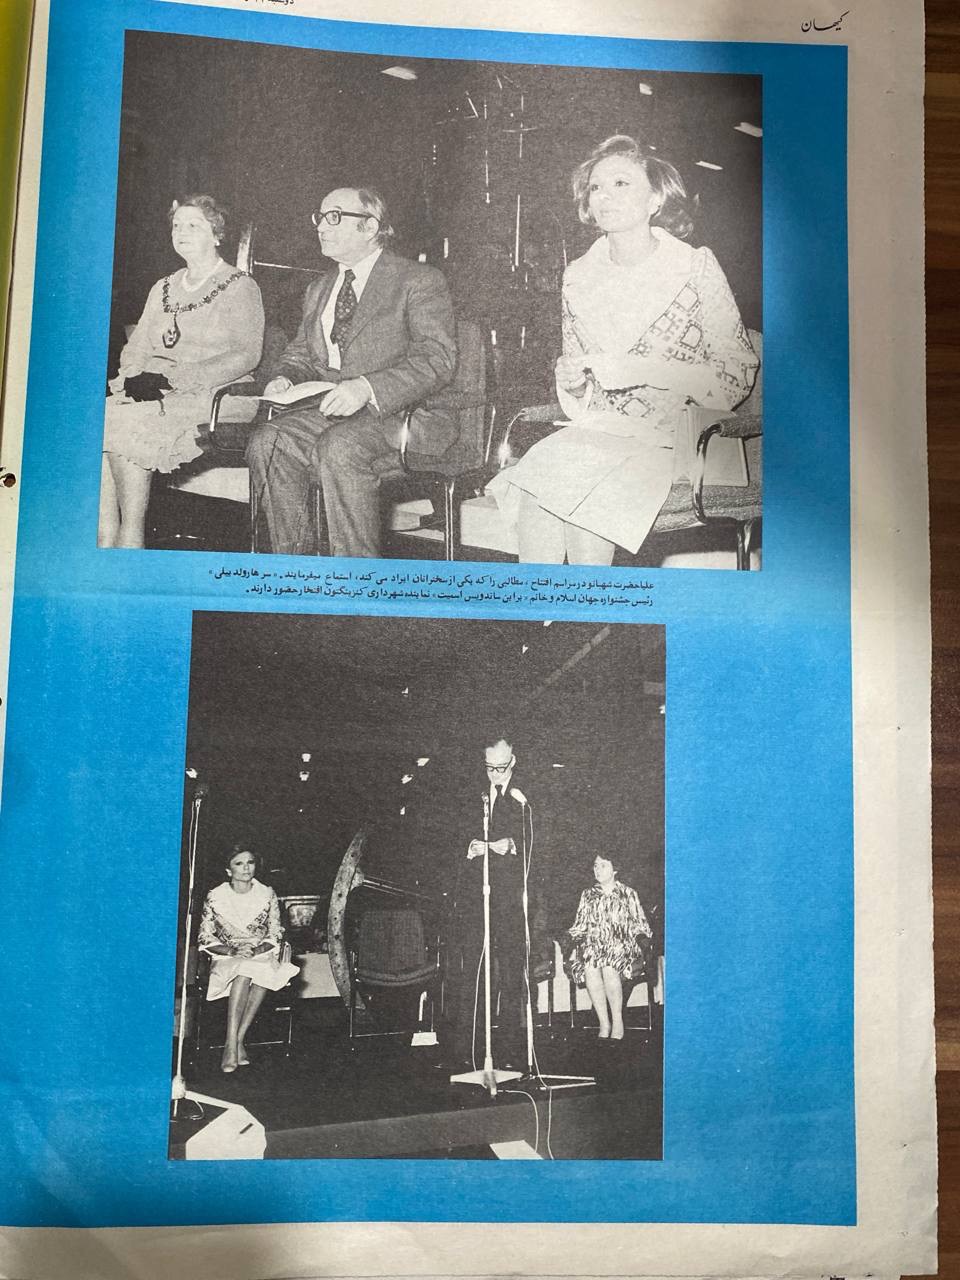 کیهان
دوشنبه
علیاحضرت شهبانو در مراسم افتتاح ، مطالبی را که یکی از سخنرانان ایراد می کند، استماع میفرمایند. «سر هارولد بیلی»
رئیس جشنواره جهان اسلام و خانم «براین ساندویس اسمیت» نماینده شهرداری کنزینگتون افتخار حضور دارند.